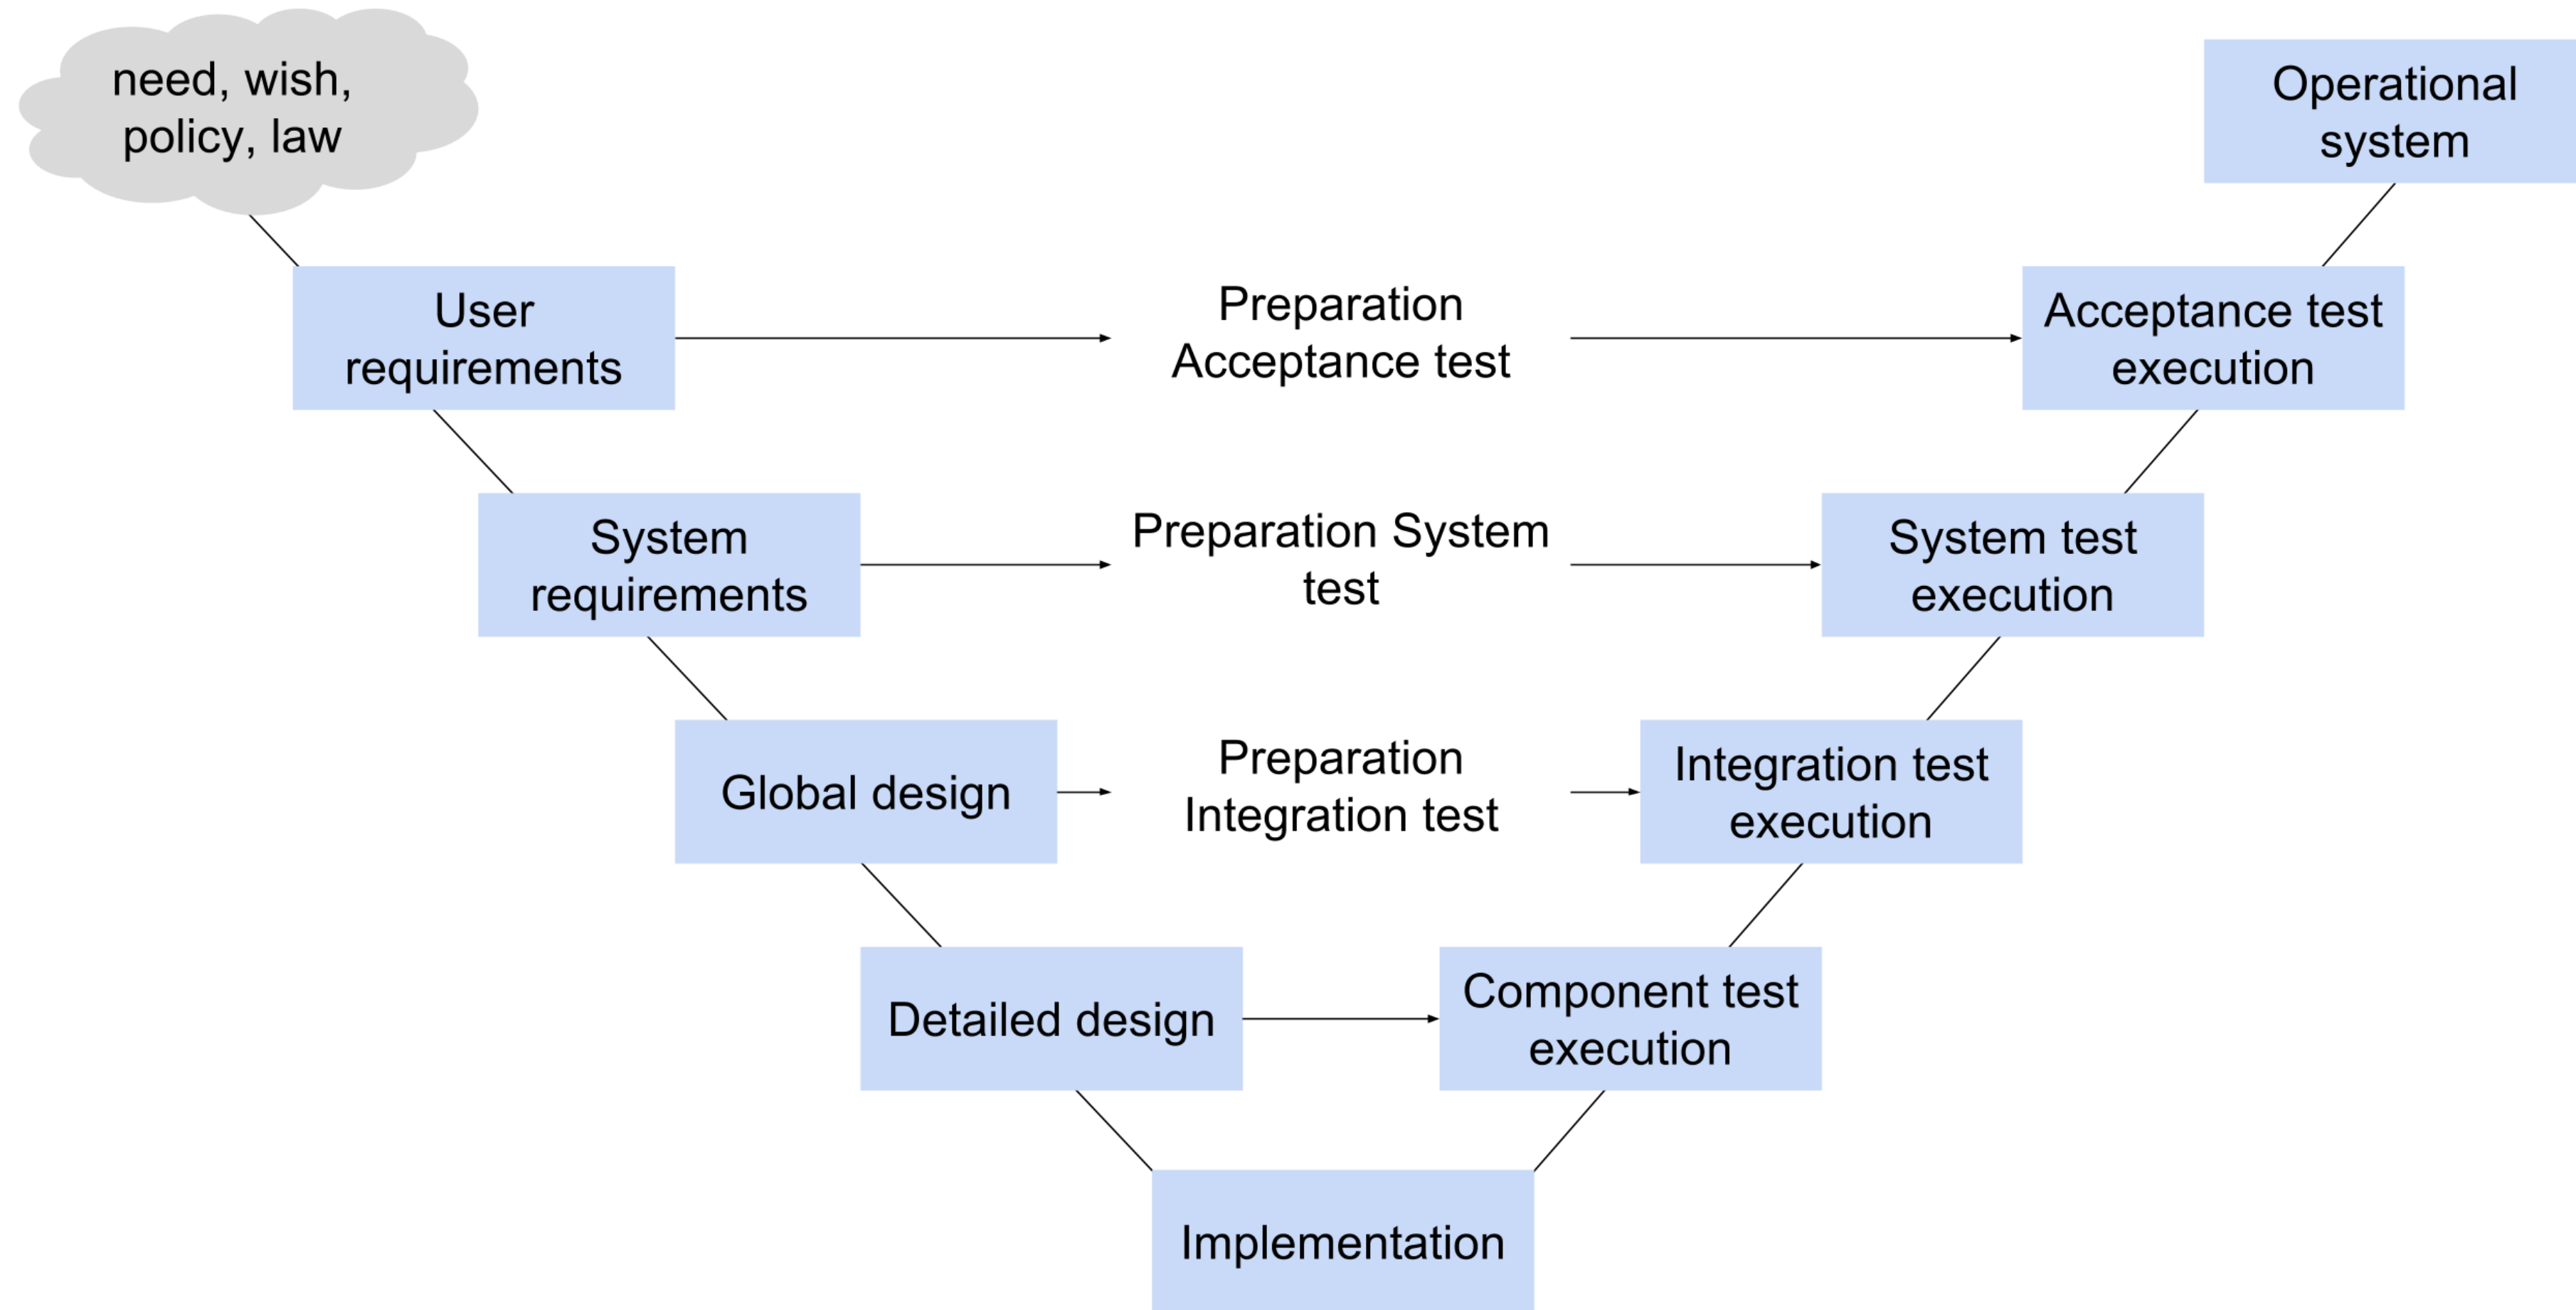 need, wish,
policy, law
Operational
system
User
requirements
Preparation
Acceptance test
Acceptance test
execution
System
requirements
Preparation System
test
System test
execution
Global design
Preparation
Integration test
Integration test
execution
Detailed design
Component test
execution
Implementation